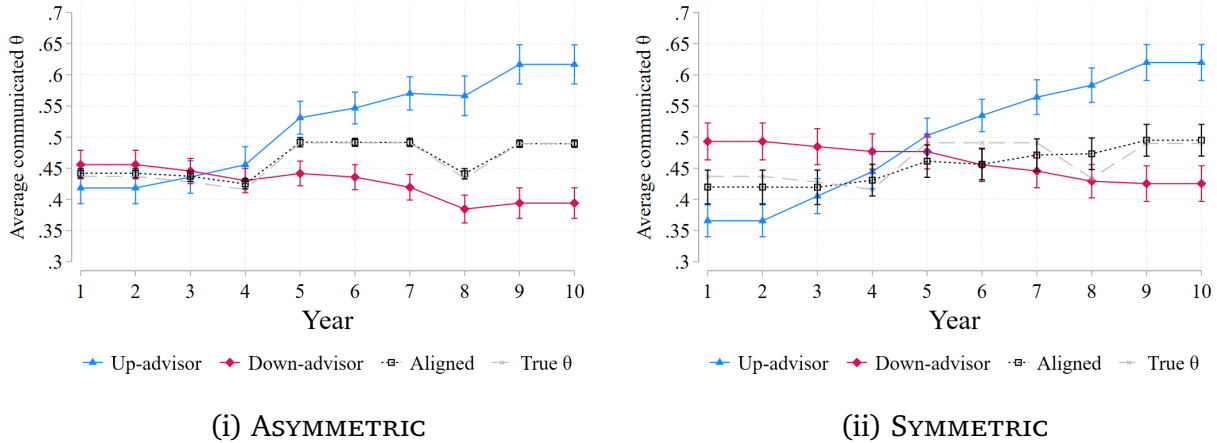 .7
.65
.6
.55
.5
.45
.4
.35
.3
Average communicated θ
1 2 3 4 5 6 7 8 9 10
Year
Up-advisor Down-advisor Aligned True θ
(i) ASYMMETRIC
.7
.65
.6
.55
.5
.45
.4
.35
.3
Average communicated θ
1 2 3 4 5 6 7 8 9 10
Year
Up-advisor Down-advisor Aligned True θ
(ii) SYMMETRIC